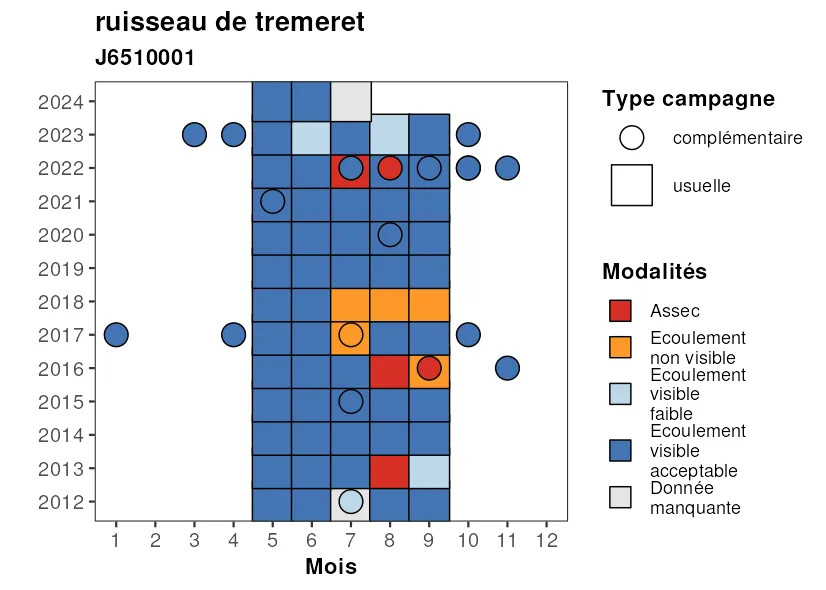 ruisseau de tremeret
J6510001
2024
2023
2022
2021
2020
2019
2018
2017
2016
2015
2014
2013
2012
1 2 3 4 5 6 7 8 9 10 11 12
Mois
Type campagne
complémentaire
usuelle
Modalités
Assec
Ecoulement
non visible
Ecoulement
visible
faible
Ecoulement
visible
acceptable
Donnée
manquante